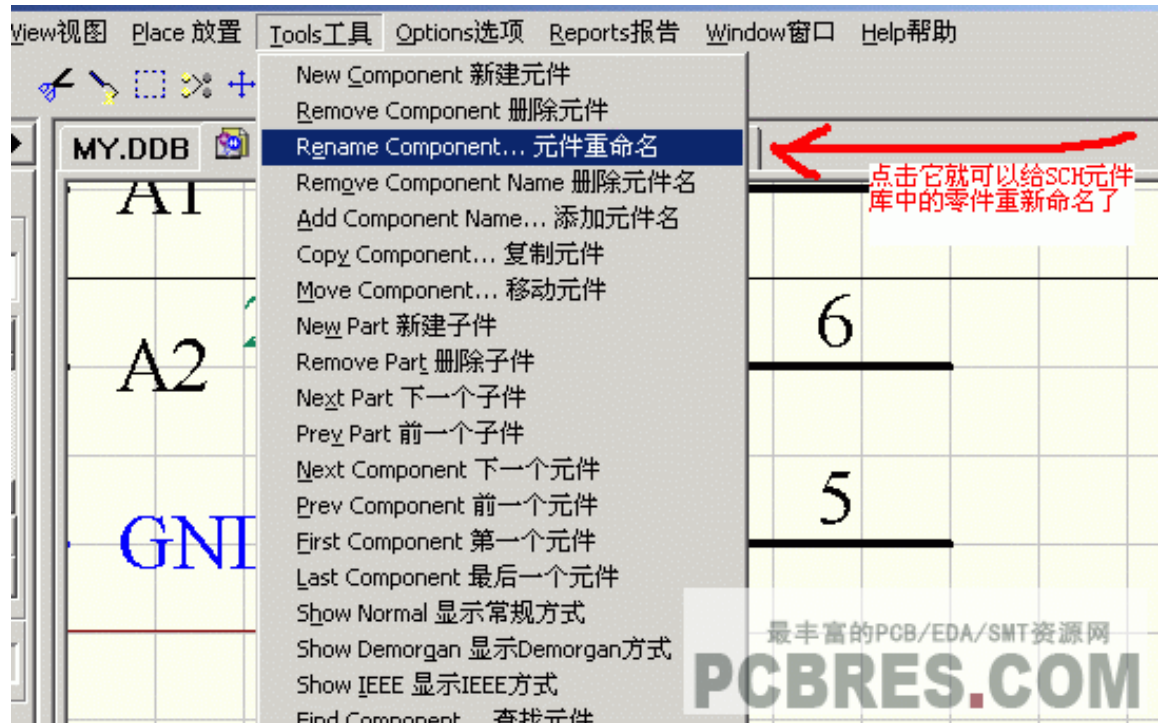 View视图 Place 放置 Tools工具 Options选项 Reports报告 Window窗口 Help帮助
New Component 新建元件
Remove Component 删除元件
MY.DDB
Rename Component... 元件重命名
点击它就可以给SCH元件
库中的零件重新命名了
A1
Remove Component Name 删除元件名
Add Component Name... 添加元件名
Copy Component... 复制元件
Move Component... 移动元件
New Part 新建子件
6
A2
Remove Part 删除子件
Next Part 下一个子件
Prev Part 前一个子件
Next Component 下一个元件
Prev Component 前一个元件
5
GND
First Component 第一个元件
Last Component 最后一个元件
Show Normal 显示常规方式
Show Demorgan 显示Demorgan方式
Show IEEE 显示IEEE方式
Find Component... 查找元件
最丰富的PCB/EDA/SMT资源网
PCBRES.COM